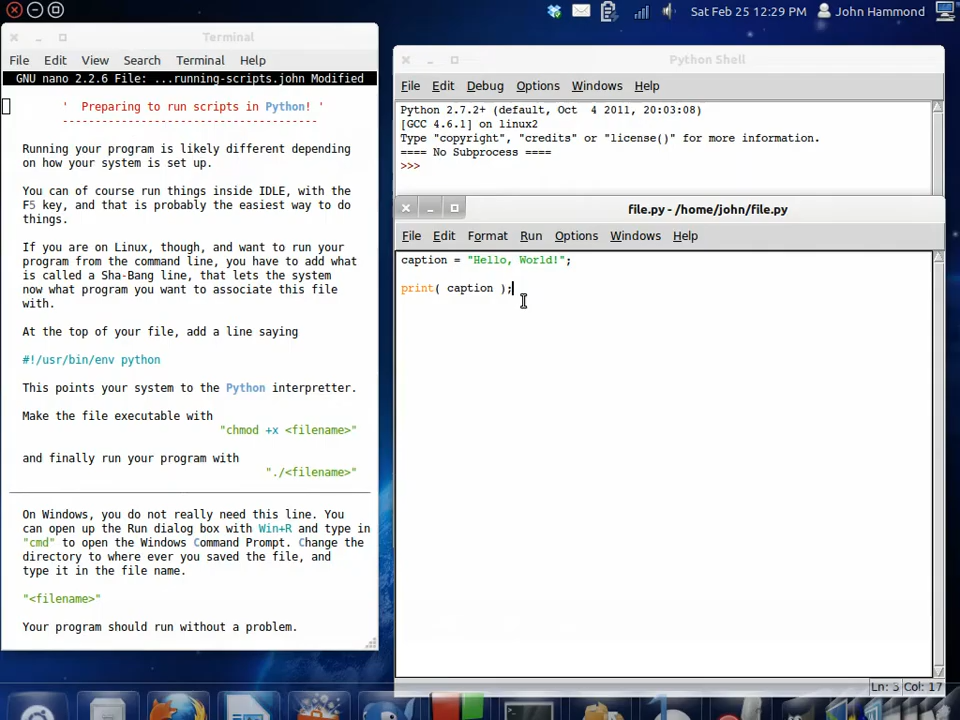 Sat Feb 25 12:29 PM John Hammond
Terminal
File Edit View Search Terminal Help
GNU nano 2.2.6 File: ...running-scripts.john Modified
' Preparing to run scripts in Python! '
-------------------------------------
Running your program is likely different depending
on how your system is set up.
You can of course run things inside IDLE, with the
F5 key, and that is probably the easiest way to do
things.
If you are on Linux, though, and want to run your
program from the command line, you have to add what
is called a Sha-Bang line, that lets the system
now what program you want to associate this file
with.
At the top of your file, add a line saying
#!/usr/bin/env python
This points your system to the Python interpretter.
Make the file executable with
"chmod +x <filename>"
and finally run your program with
"./<filename>"
On Windows, you do not really need this line. You
can open up the Run dialog box with Win+R and type in
"cmd" to open the Windows Command Prompt. Change the
directory to where ever you saved the file, and
type it in the file name.
"<filename>"
Your program should run without a problem.
Python Shell
File Edit Debug Options Windows Help
Python 2.7.2+ (default, Oct  4 2011, 20:03:08)
[GCC 4.6.1] on linux2
Type "copyright", "credits" or "license()" for more information.
==== No Subprocess ====
>>>
file.py - /home/john/file.py
File Edit Format Run Options Windows Help
caption = "Hello, World!";
print( caption );
Ln: 3 Col: 17